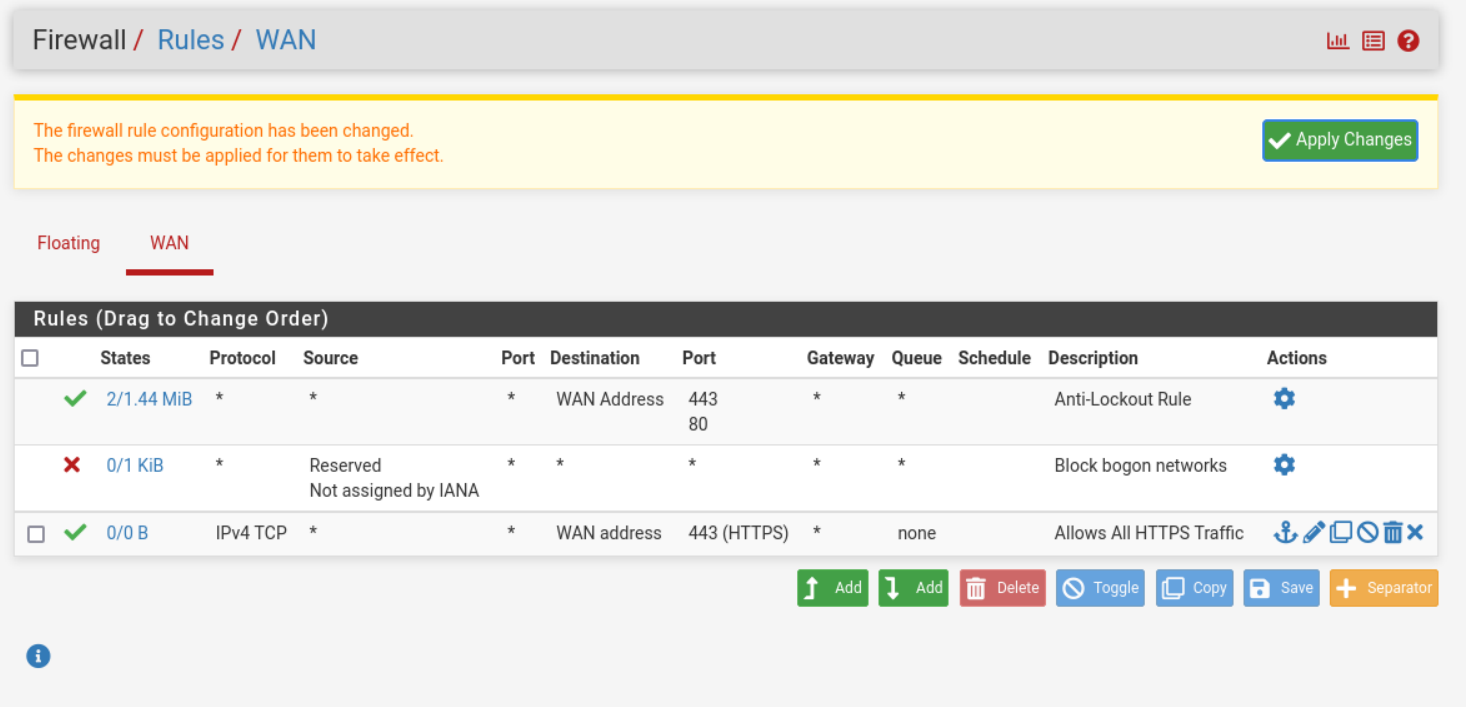 Firewall / Rules / WAN
The firewall rule configuration has been changed.
The changes must be applied for them to take effect.
Apply Changes
Floating WAN
Rules (Drag to Change Order)
States Protocol Source Port Destination Port Gateway Queue Schedule Description Actions
2/1.44 MiB * * * WAN Address 443 * * Anti-Lockout Rule
80
0/1 KiB * Reserved * * * * * Block bogon networks
Not assigned by IANA
0/0 B IPv4 TCP * * WAN address 443 (HTTPS) * none Allows All HTTPS Traffic
Add Add Delete Toggle Copy Save Separator